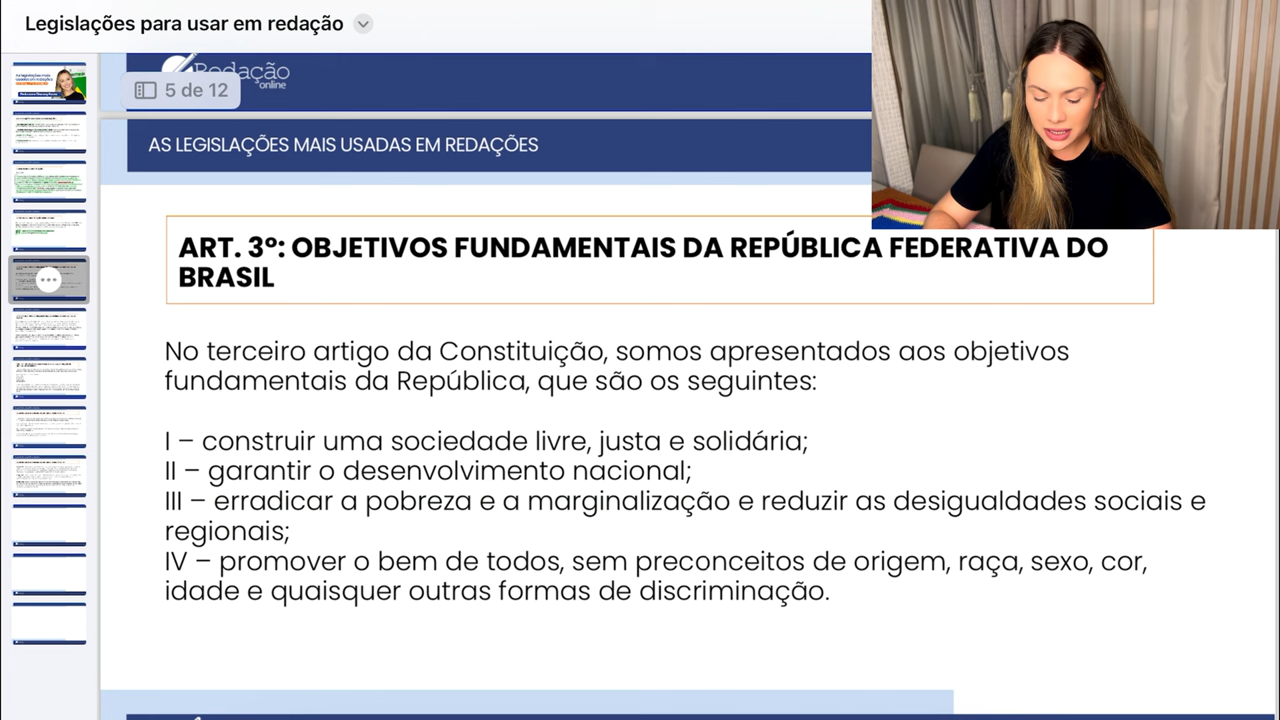 Legislações para usar em redação
Redação
online
5 de 12
AS LEGISLAÇÕES MAIS USADAS EM REDAÇÕES
ART. 3º: OBJETIVOS FUNDAMENTAIS DA REPÚBLICA FEDERATIVA DO
BRASIL
No terceiro artigo da Constituição, somos apresentados aos objetivos
fundamentais da República, que são os seguintes:
I – construir uma sociedade livre, justa e solidária;
II – garantir o desenvolvimento nacional;
III – erradicar a pobreza e a marginalização e reduzir as desigualdades sociais e
regionais;
IV – promover o bem de todos, sem preconceitos de origem, raça, sexo, cor,
idade e quaisquer outras formas de discriminação.